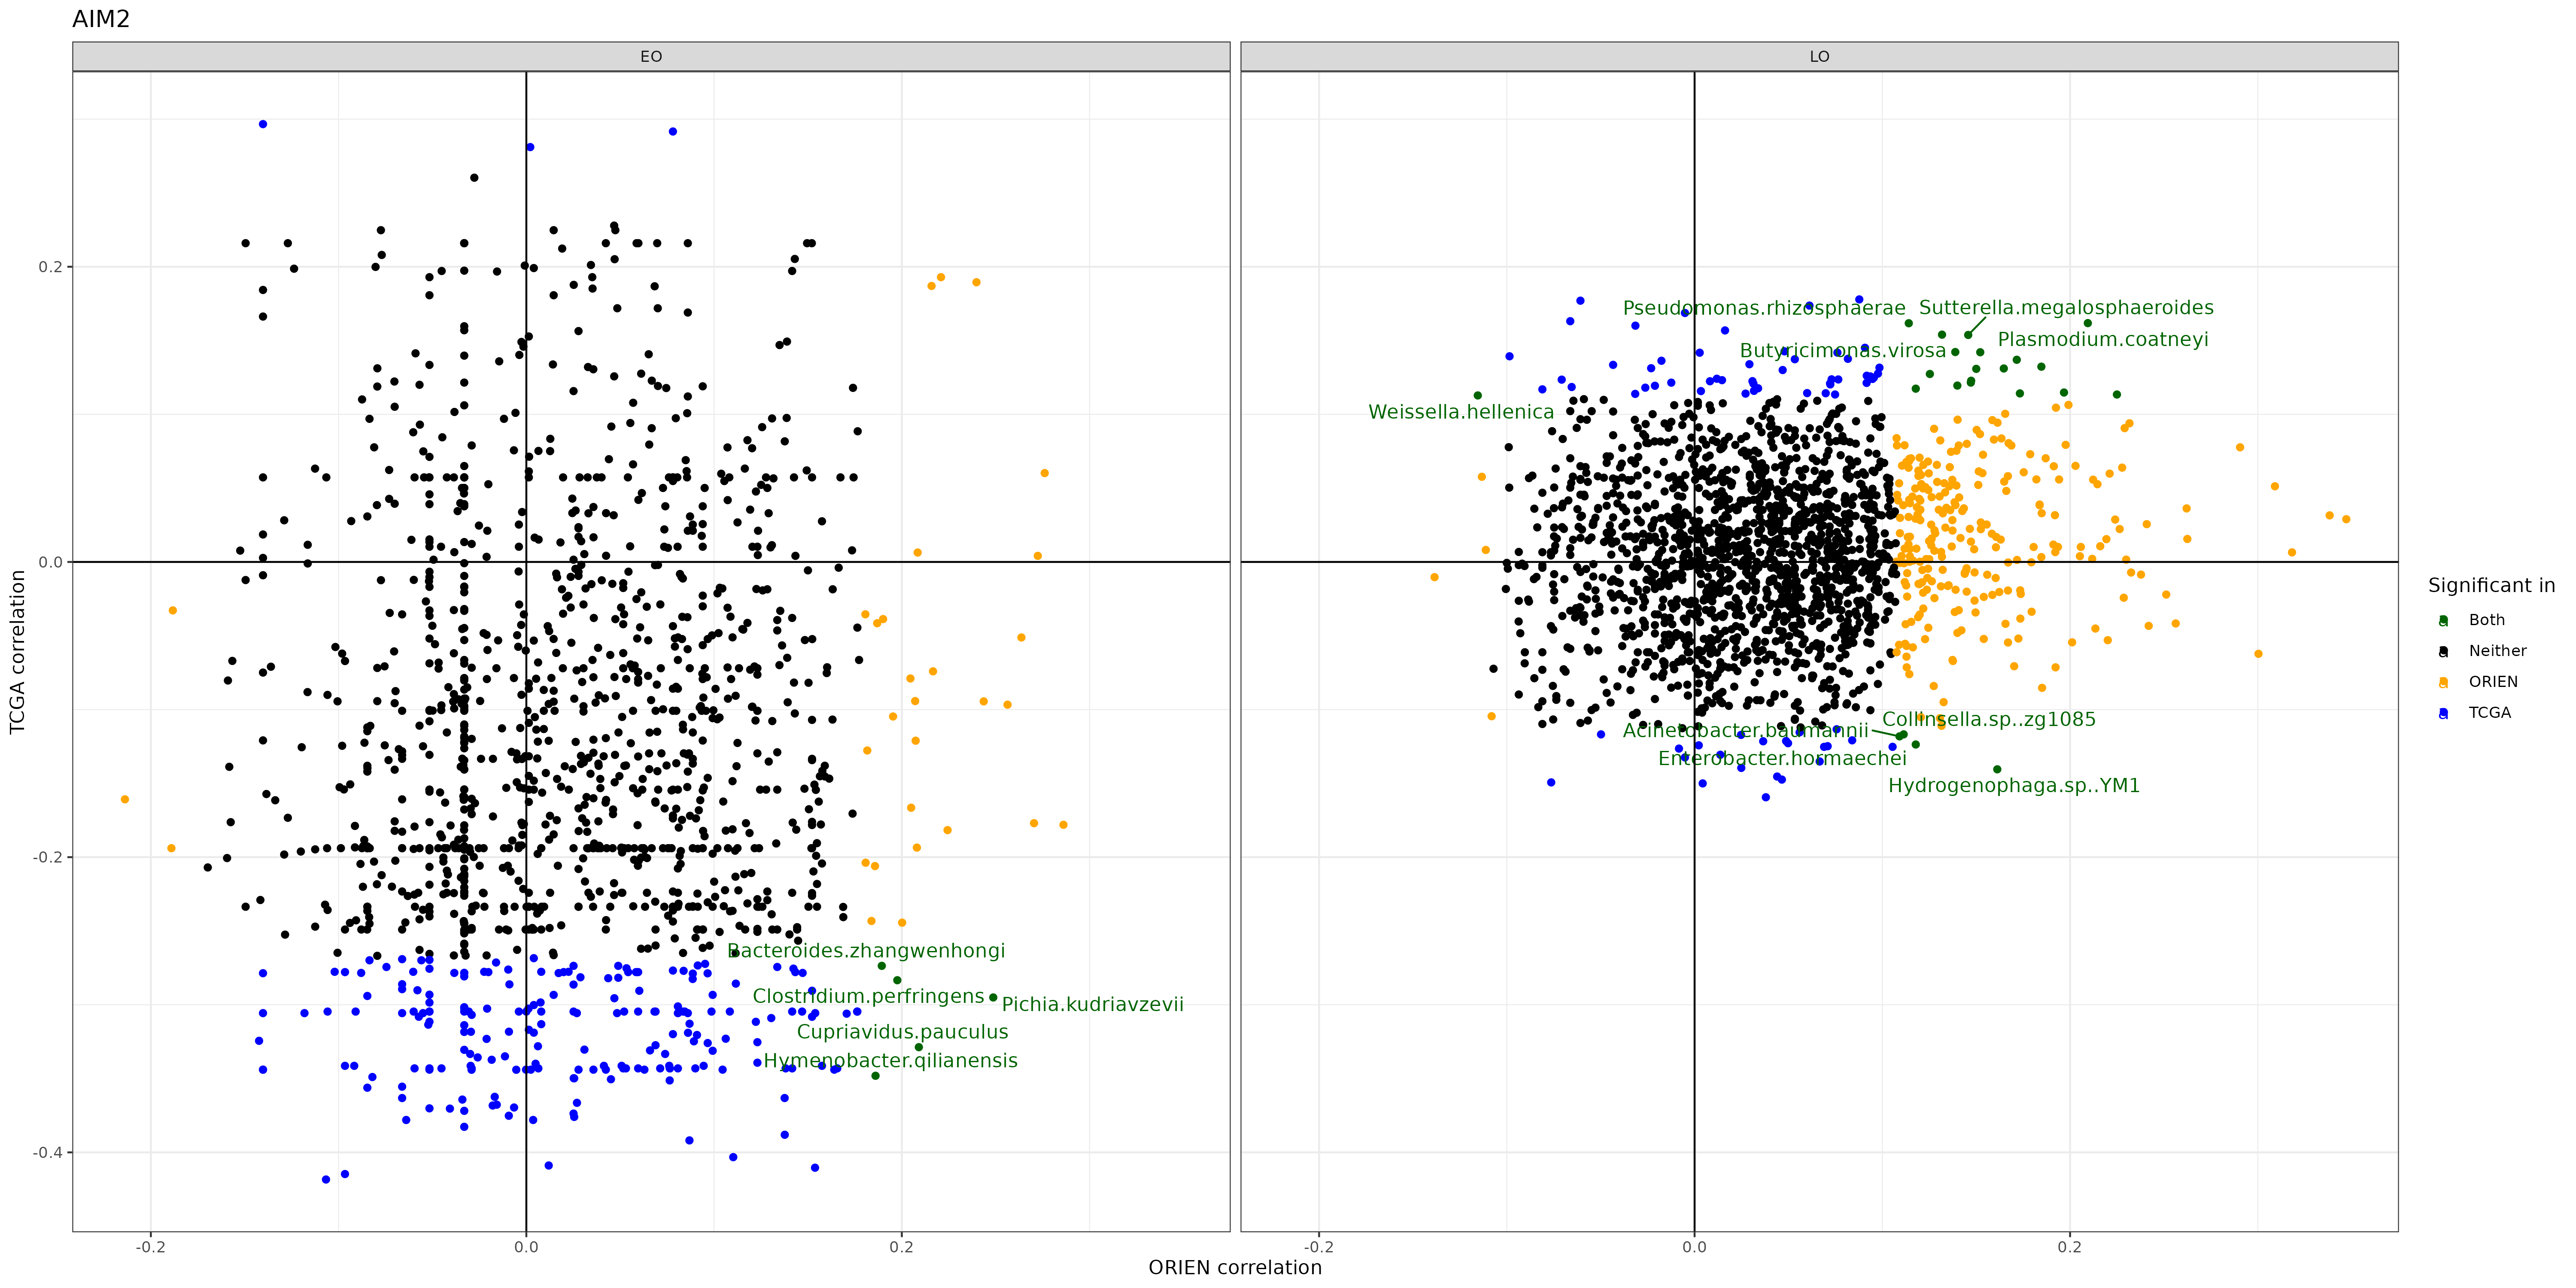 AIM2
EO
LO
TCGA correlation
0.2
0.0
-0.2
-0.4
Bacteroides.zhangwenhongi
Clostridium.perfringens
Pichia.kudriavzevii
Cupriavidus.pauculus
Hymenobacter.qilianensis
-0.2
0.0
0.2
Pseudomonas.rhizosphaerae
Sutterella.megalosphaeroides
Plasmodium.coatneyi
Butyricimonas.virosa
Weissella.hellenica
Collinsella.sp..zg1085
Acinetobacter.baumannii
Enterobacter.hormaechei
Hydrogenophaga.sp..YM1
-0.2
0.0
0.2
ORIEN correlation
Significant in
a Both
a Neither
a ORIEN
a TCGA